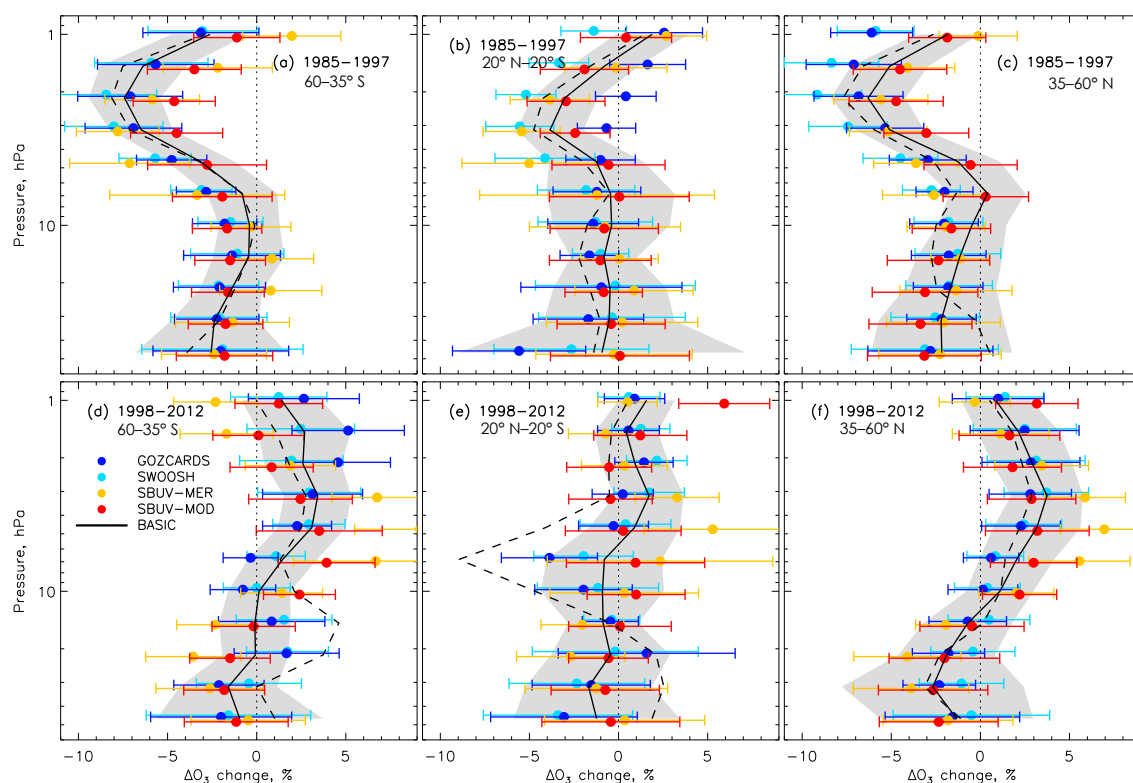 1
10
Pressure, hPa
(a) 1985–1997
60–35° S
(b) 1985–1997
20° N–20° S
(c) 1985–1997
35–60° N
1
10
Pressure, hPa
(d) 1998–2012
60–35° S
GOZCARDS
SWOOSH
SBUV–MER
SBUV–MOD
BASIC
(e) 1998–2012
20° N–20° S
(f) 1998–2012
35–60° N
1
10
−10 −5 0 5
−10 −5 0 5
−10 −5 0 5 10
ΔO₃ change, %
ΔO₃ change, %
ΔO₃ change, %